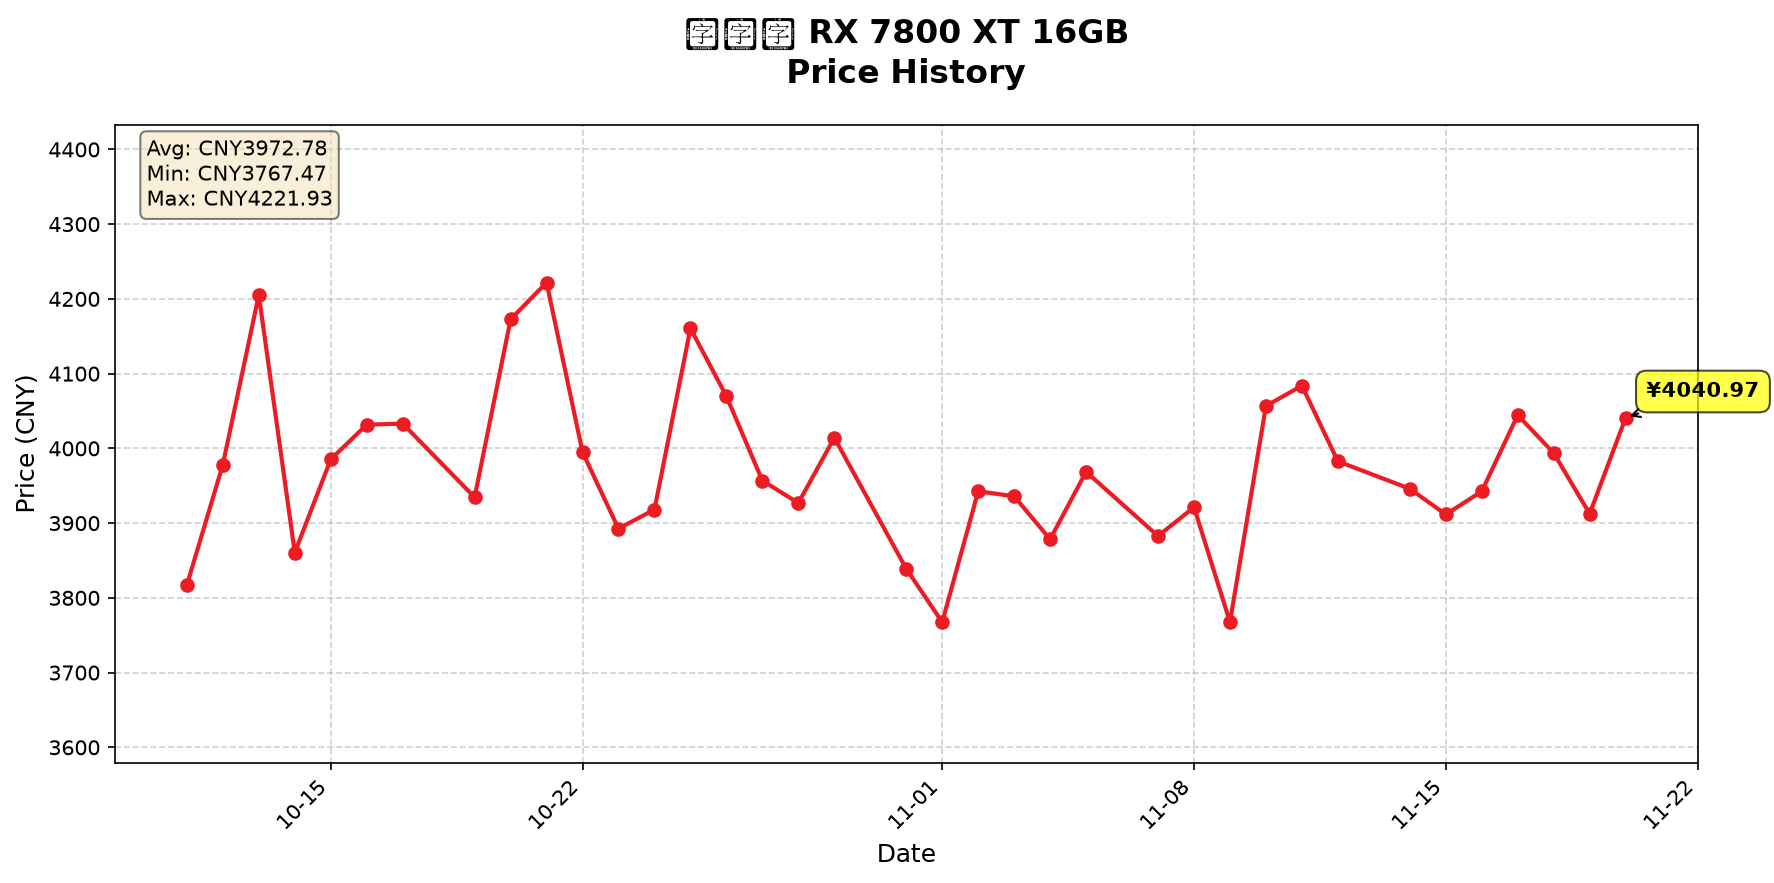 RX 7800 XT 16GB
Price History
Avg: CNY3972.78
Min: CNY3767.47
Max: CNY4221.93
4400
4300
4200
4100
4000
3900
3800
3700
3600
Price (CNY)
¥4040.97
10-15
10-22
11-01
11-08
11-15
11-22
Date